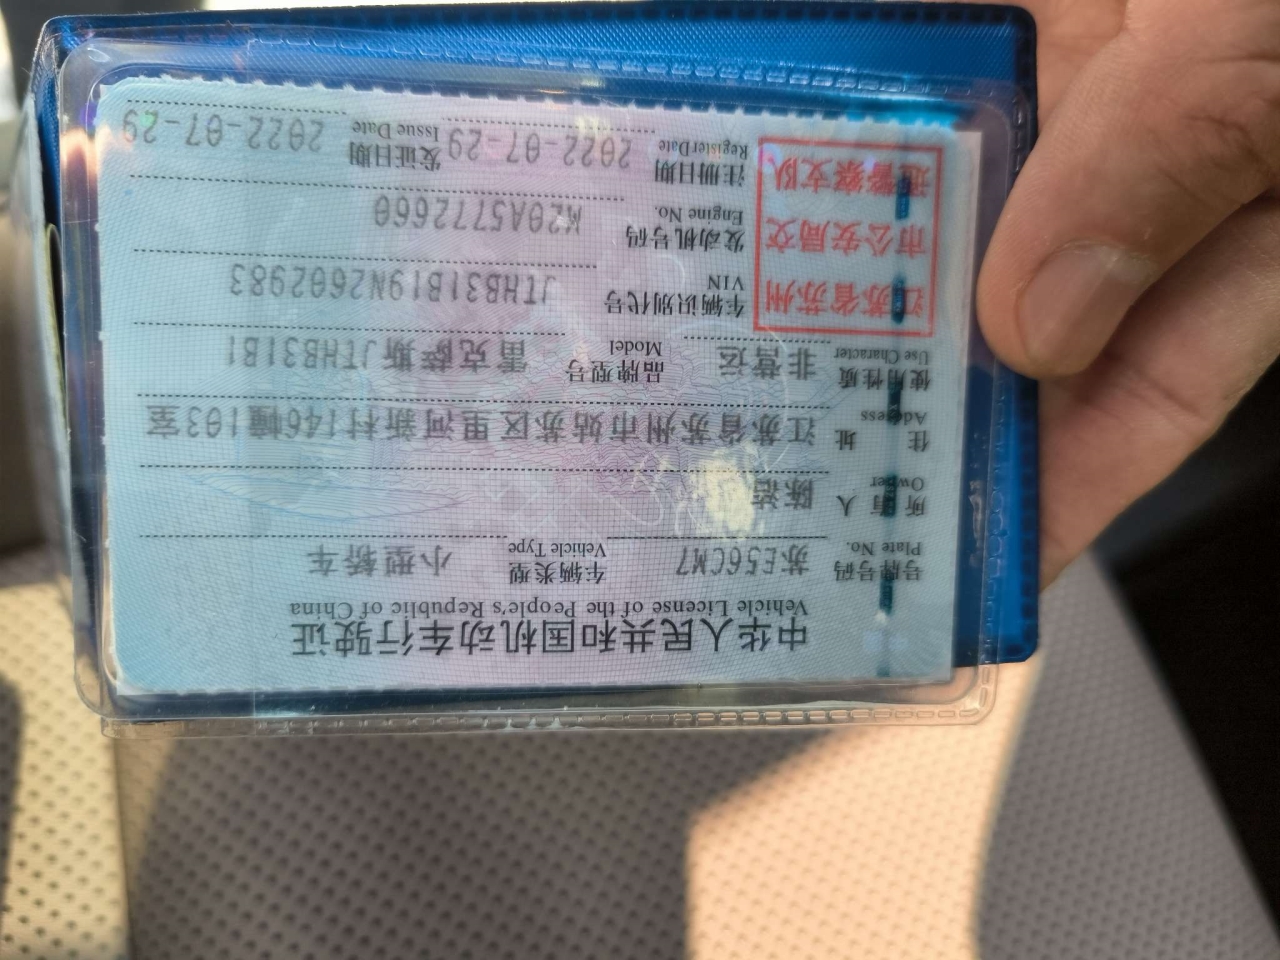 中华人民共和国机动车行驶证
Vehicle License of the People's Republic of China
号牌号码 Plate No. 苏E56CM7 车辆类型 Vehicle Type 小型轿车
所有人 Owner 陈洁
住址 Address 江苏省苏州市姑苏区里河新村146幢103室
使用性质 Use Character 非营运 品牌型号 Model 雷克萨斯JTHB31B1
江苏省苏州
市公安局交
通警察支队
车辆识别代号 VIN JTHB31B19N2602983
发动机号码 Engine No. M20A5772660
注册日期 Register Date 2022-07-29 发证日期 Issue Date 2022-07-29